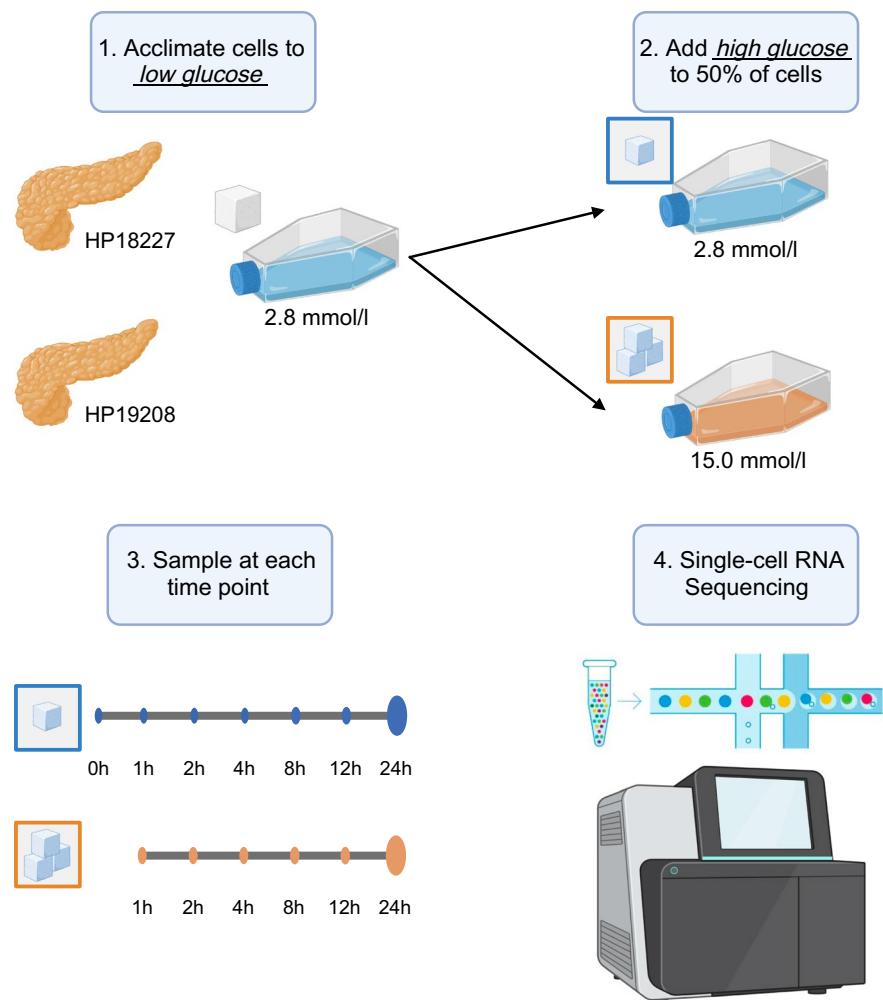 1. Acclimate cells to
low glucose
2. Add high glucose
to 50% of cells
HP18227
2.8 mmol/l
2.8 mmol/l
HP19208
15.0 mmol/l
3. Sample at each
time point
4. Single-cell RNA
Sequencing
0h 1h 2h 4h 8h 12h 24h
1h 2h 4h 8h 12h 24h